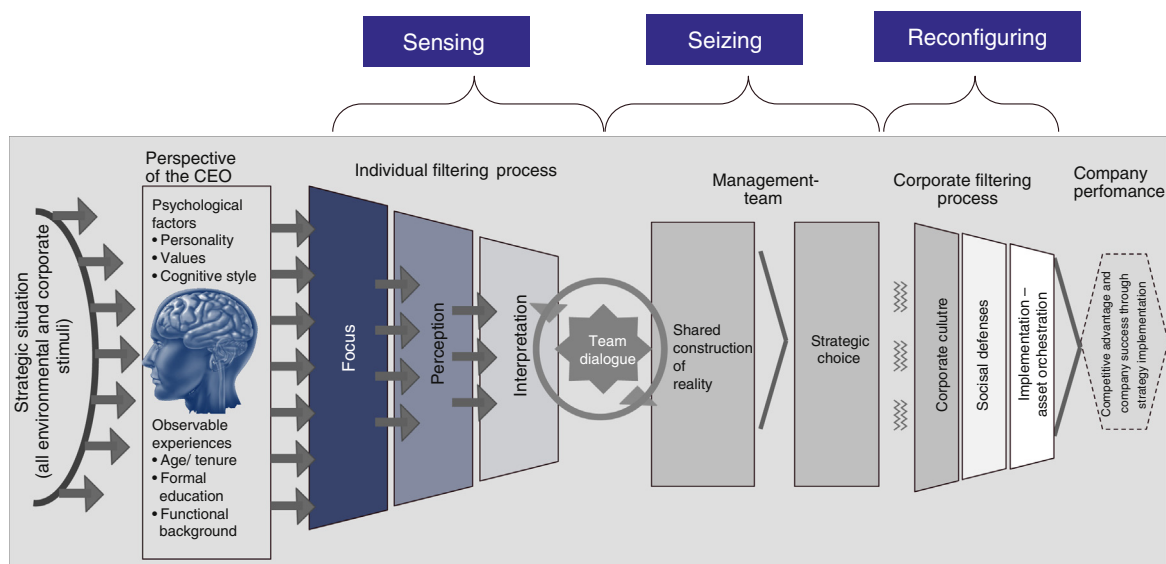 Sensing
Seizing
Reconfiguring
Strategic situation
(all environmental and corporate
stimuli)
Perspective
of the CEO
Psychological
factors
• Personality
• Values
• Cognitive style
Observable
experiences
• Age/ tenure
• Formal
education
• Functional
background
Individual filtering process
Focus
Perception
Interpretation
Team
dialogue
Management-
team
Shared
construction
of
reality
Strategic
choice
Corporate filtering
process
Corporate cululutre
Socisal defenses
Implementation –
asset orchestration
Company
perfomance
Competitive advantage and
company success through
strategy implementation